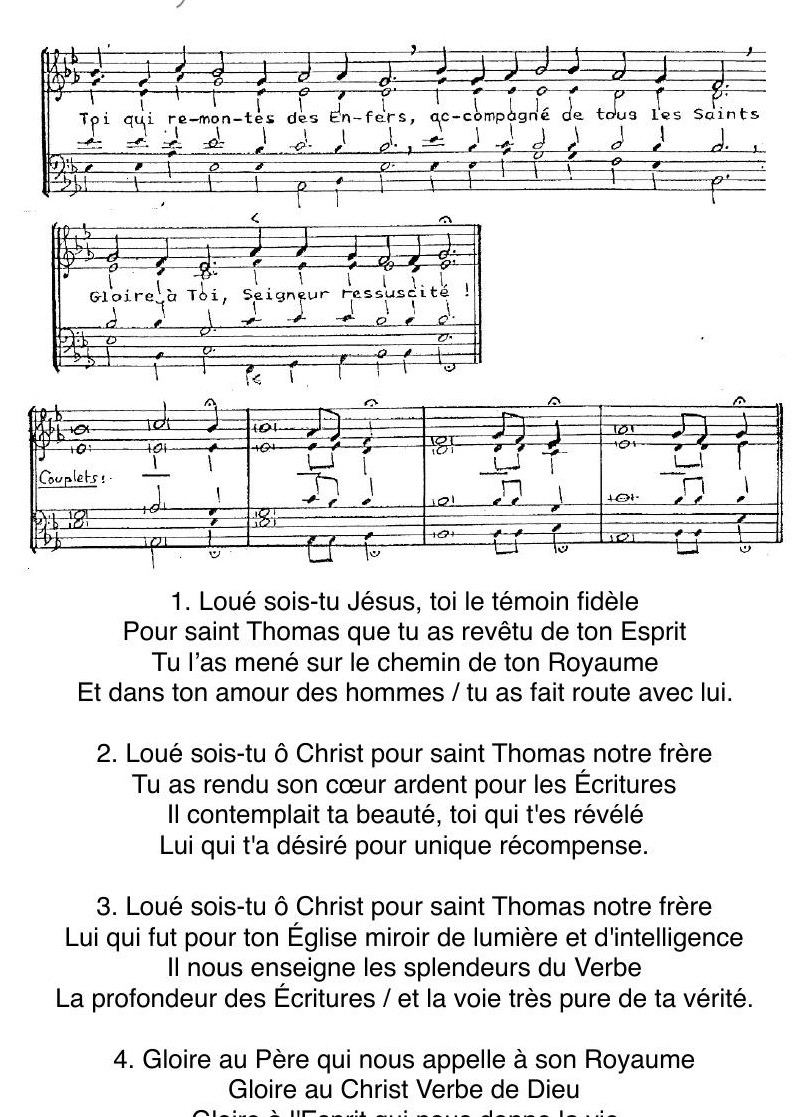 Toi qui re-mon-tes des En-fers, ac-compagné de tous les Saints
Gloire à Toi, Seigneur ressuscité !
Couplets:
1. Loué sois-tu Jésus, toi le témoin fidèle
Pour saint Thomas que tu as revêtu de ton Esprit
Tu l’as mené sur le chemin de ton Royaume
Et dans ton amour des hommes / tu as fait route avec lui.
2. Loué sois-tu ô Christ pour saint Thomas notre frère
Tu as rendu son cœur ardent pour les Écritures
Il contemplait ta beauté, toi qui t'es révélé
Lui qui t'a désiré pour unique récompense.
3. Loué sois-tu ô Christ pour saint Thomas notre frère
Lui qui fut pour ton Église miroir de lumière et d'intelligence
Il nous enseigne les splendeurs du Verbe
La profondeur des Écritures / et la voie très pure de ta vérité.
4. Gloire au Père qui nous appelle à son Royaume
Gloire au Christ Verbe de Dieu
Gloire à l'Esprit qui nous donne la vie